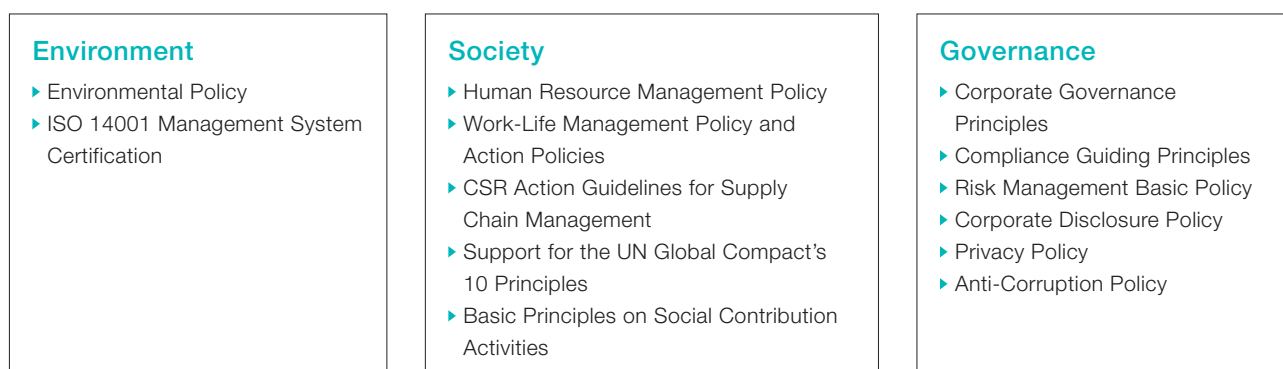 Environment
▸ Environmental Policy
▸ ISO 14001 Management System
Certification
Society
▸ Human Resource Management Policy
▸ Work-Life Management Policy and
Action Policies
▸ CSR Action Guidelines for Supply
Chain Management
▸ Support for the UN Global Compact's
10 Principles
▸ Basic Principles on Social Contribution
Activities
Governance
▸ Corporate Governance
Principles
▸ Compliance Guiding Principles
▸ Risk Management Basic Policy
▸ Corporate Disclosure Policy
▸ Privacy Policy
▸ Anti-Corruption Policy